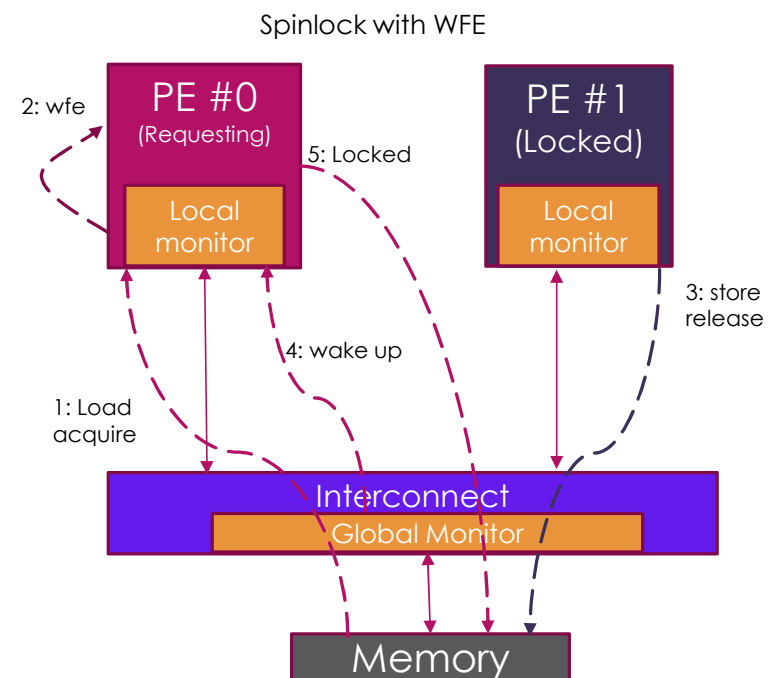 Spinlock with WFE
PE #0
(Requesting)
2: wfe
Local
monitor
5: Locked
PE #1
(Locked)
Local
monitor
3: store
release
4: wake up
1: Load
acquire
Interconnect
Global Monitor
Memory